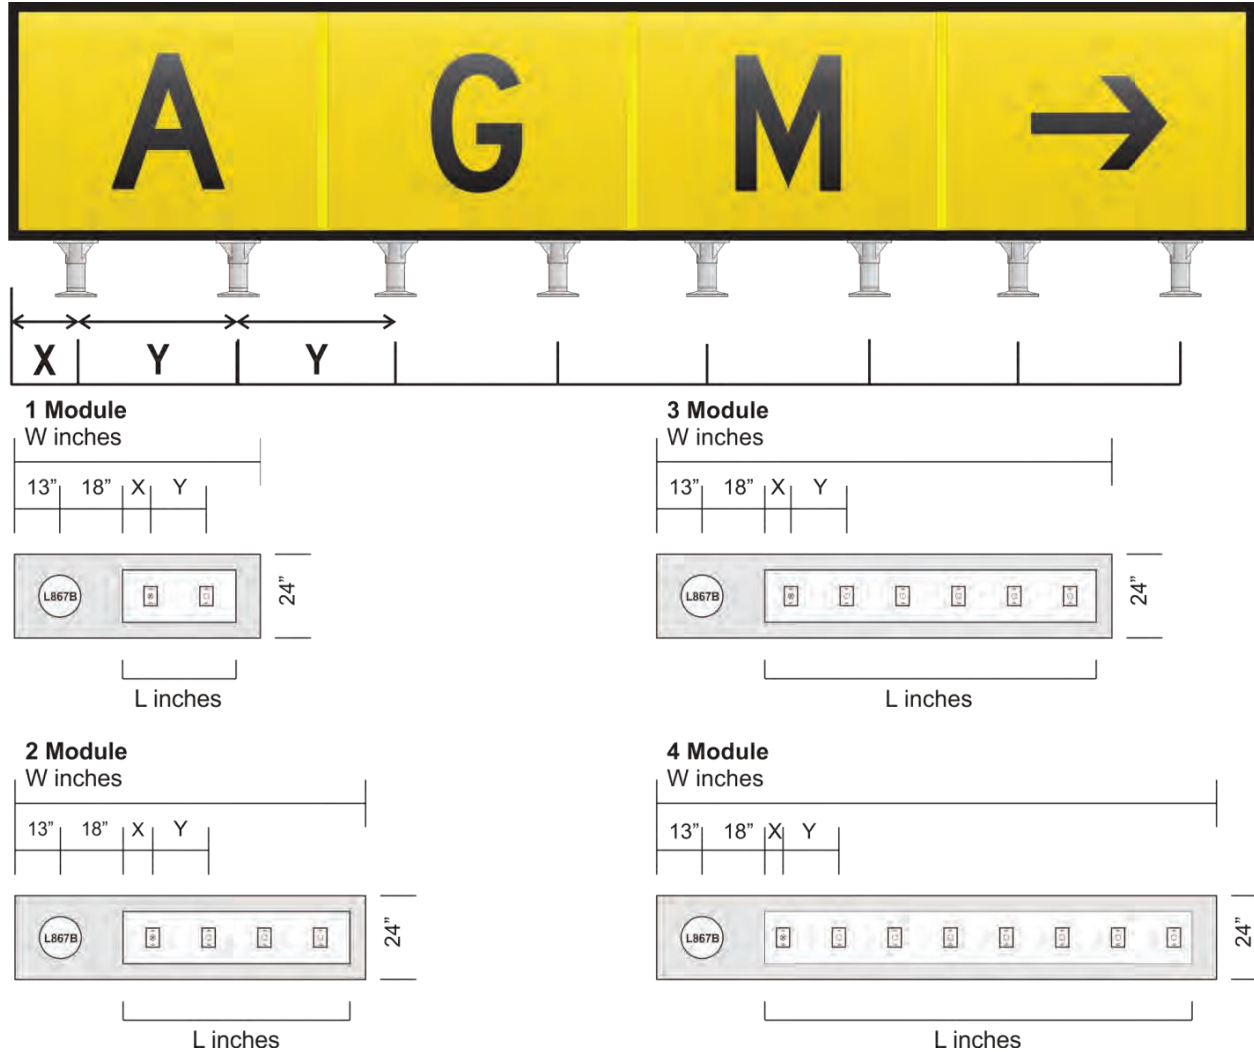 A G M →
X Y Y
1 Module
W inches
13” 18” X Y
L867B
24”
L inches
3 Module
W inches
13” 18” X Y
L867B
24”
L inches
2 Module
W inches
13” 18” X Y
L867B
24”
L inches
4 Module
W inches
13” 18” X Y
L867B
24”
L inches